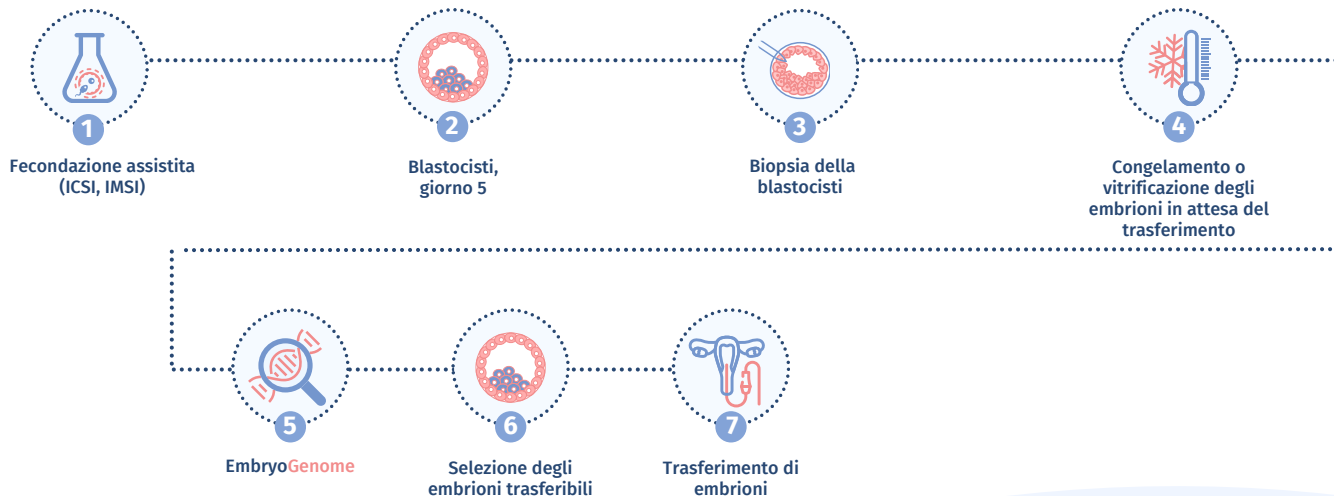 1
Fecondazione assistita
(ICSI, IMSI)
2
Blastocisti,
giorno 5
3
Biopsia della
blastocisti
4
Congelamento o
vitrificazione degli
embrioni in attesa del
trasferimento
5
EmbryoGenome
6
Selezione degli
embrioni trasferibili
7
Trasferimento di
embrioni